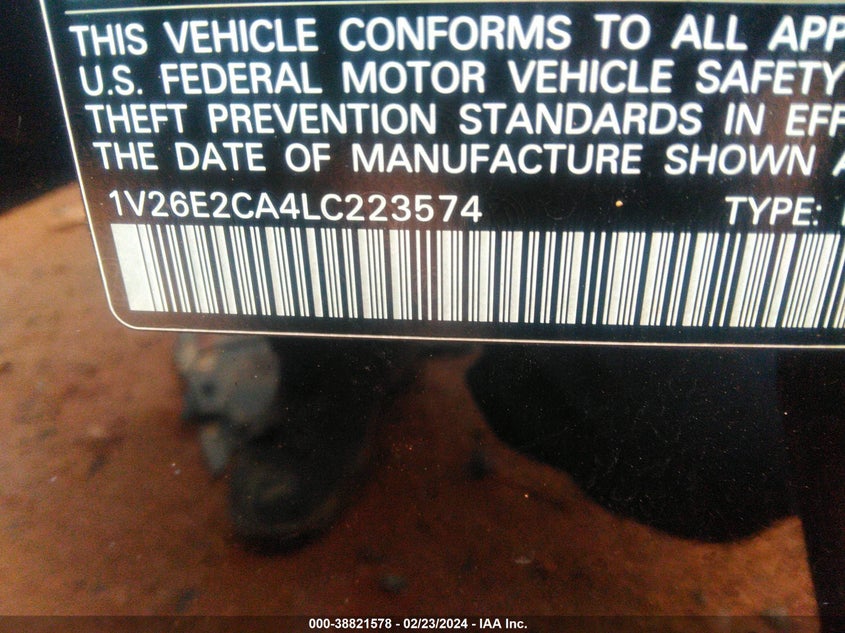 THIS VEHICLE CONFORMS TO ALL APP
U.S. FEDERAL MOTOR VEHICLE SAFETY
THEFT PREVENTION STANDARDS IN EFF
THE DATE OF MANUFACTURE SHOWN A
1V26E2CA4LC223574 TYPE:
000-38821578 - 02/23/2024 - IAA Inc.